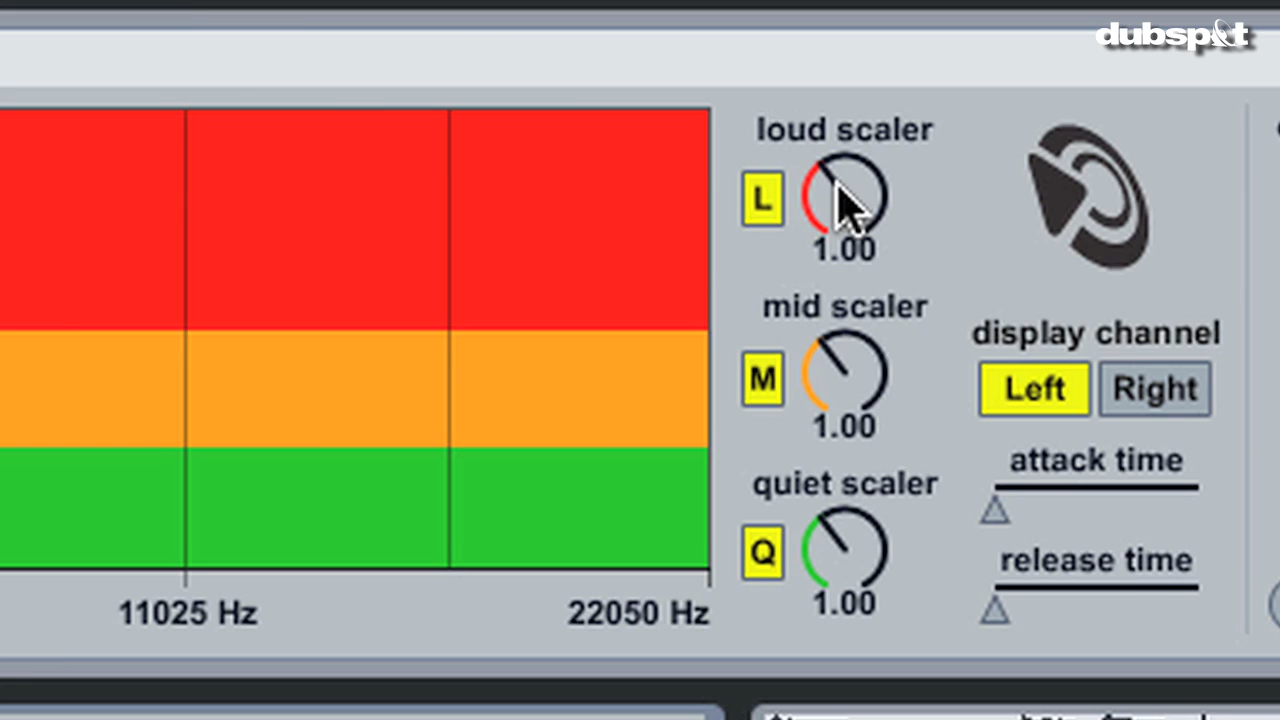 dubspot
loud scaler
L
1.00
mid scaler
M
1.00
quiet scaler
Q
1.00
display channel
Left Right
attack time
release time
11025 Hz
22050 Hz